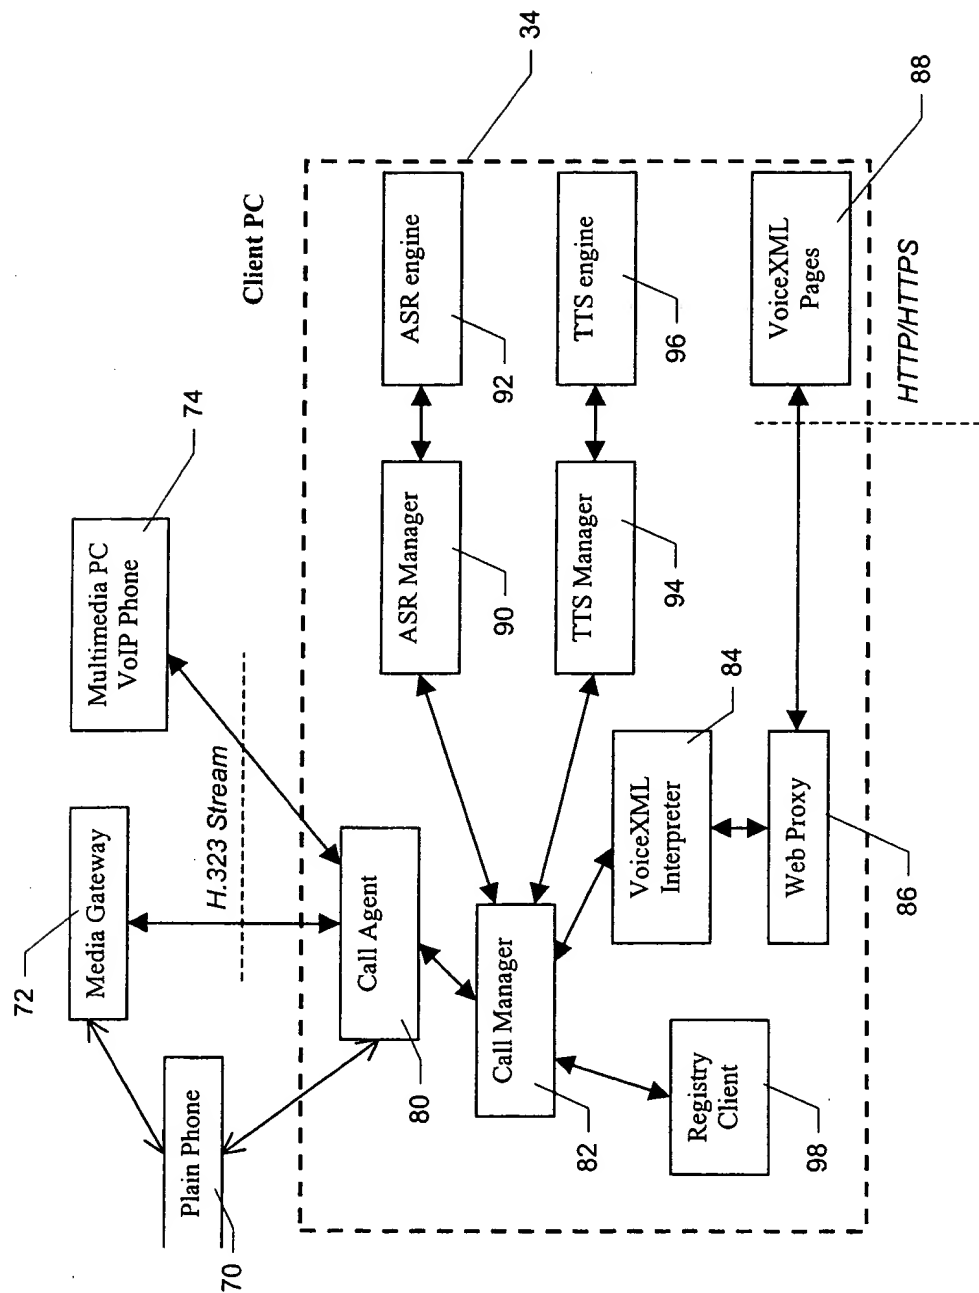 Plain Phone
70
Media Gateway
72
Multimedia PC
VoIP Phone
74
H.323 Stream
Client PC
34
Call Agent
80
Call Manager
82
ASR Manager
90
ASR engine
92
TTS Manager
94
TTS engine
96
VoiceXML
Interpreter
84
Registry
Client
98
Web Proxy
86
VoiceXML
Pages
88
HTTP/HTTPS